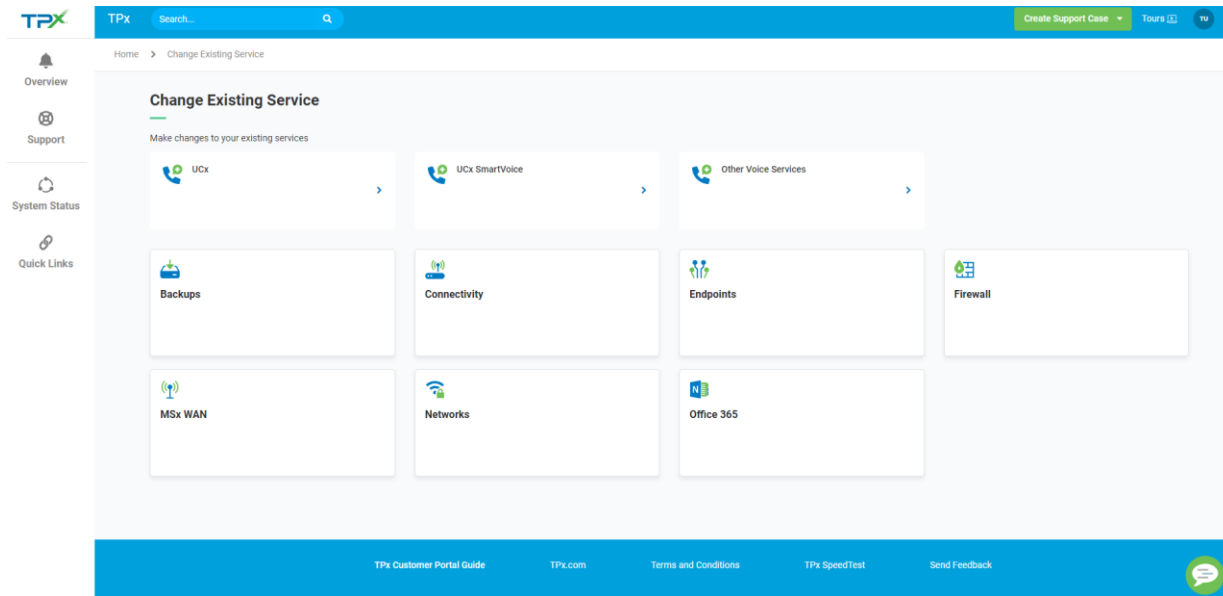 TPx
TPx Search... Create Support Case Tours TU
Home > Change Existing Service
Overview
Support
System Status
Quick Links
Change Existing Service
Make changes to your existing services
UCx UCx SmartVoice Other Voice Services
Backups Connectivity Endpoints Firewall
MSx WAN Networks N Office 365
TPx Customer Portal Guide TPx.com Terms and Conditions TPx SpeedTest Send Feedback